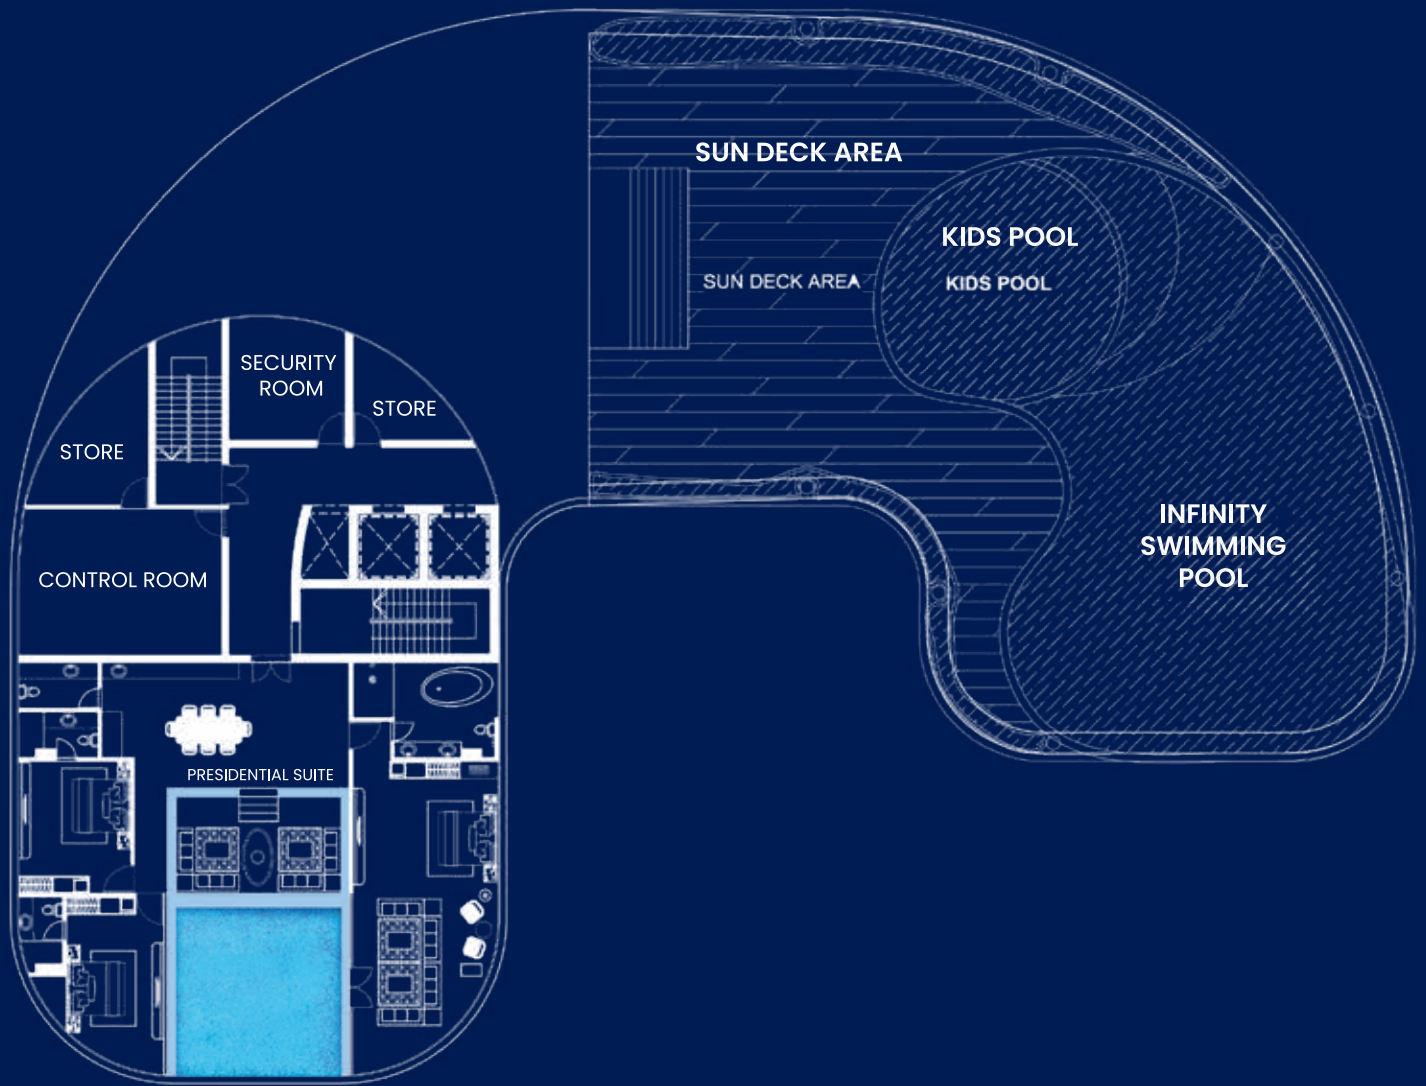 SUN DECK AREA
KIDS POOL
SUN DECK AREA
KIDS POOL
SECURITY
ROOM
STORE
STORE
INFINITY
SWIMMING
POOL
CONTROL ROOM
PRESIDENTIAL SUITE